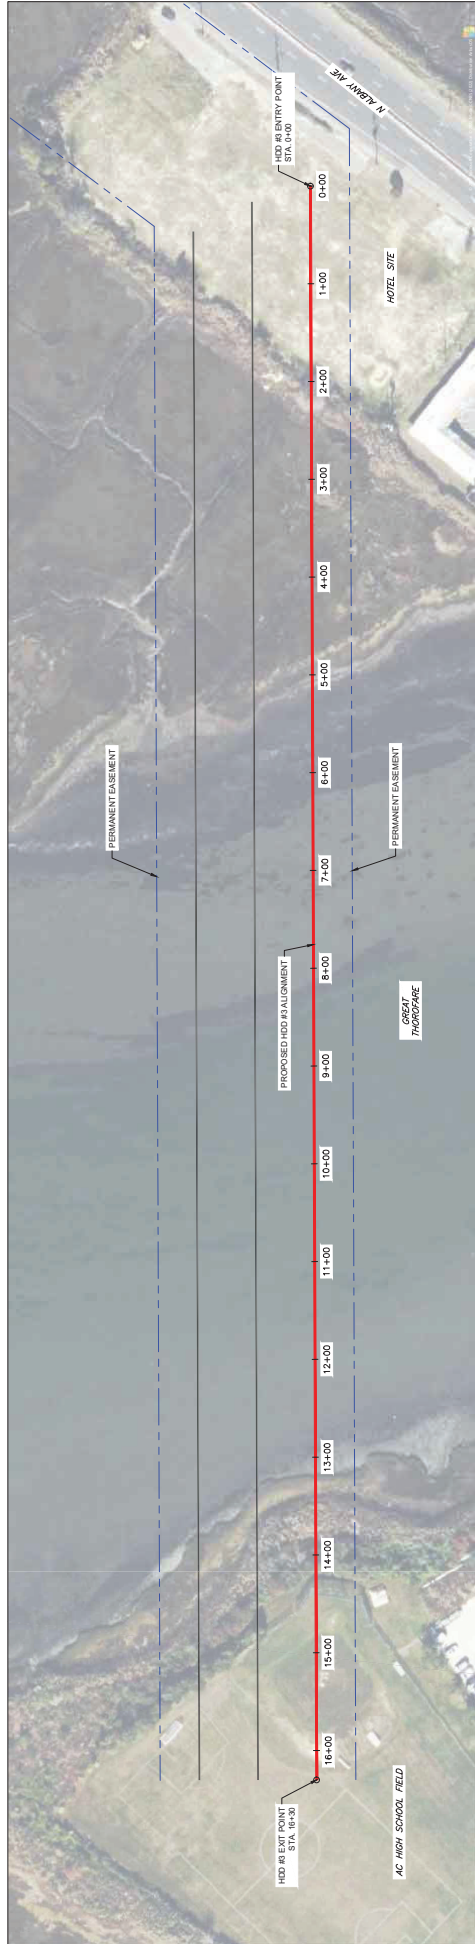 HDD #3 EXIT POINT
STA. 16+30
AC HIGH SCHOOL FIELD
16+00
15+00
14+00
13+00
12+00
11+00
10+00
9+00
PROPOSED HDD #3 ALIGNMENT
8+00
GREAT
THOROFARE
PERMANENT EASEMENT
PERMANENT EASEMENT
7+00
6+00
5+00
4+00
3+00
2+00
1+00
HOTEL SITE
0+00
HDD #3 ENTRY POINT
STA. 0+00
N ALBANY AVE